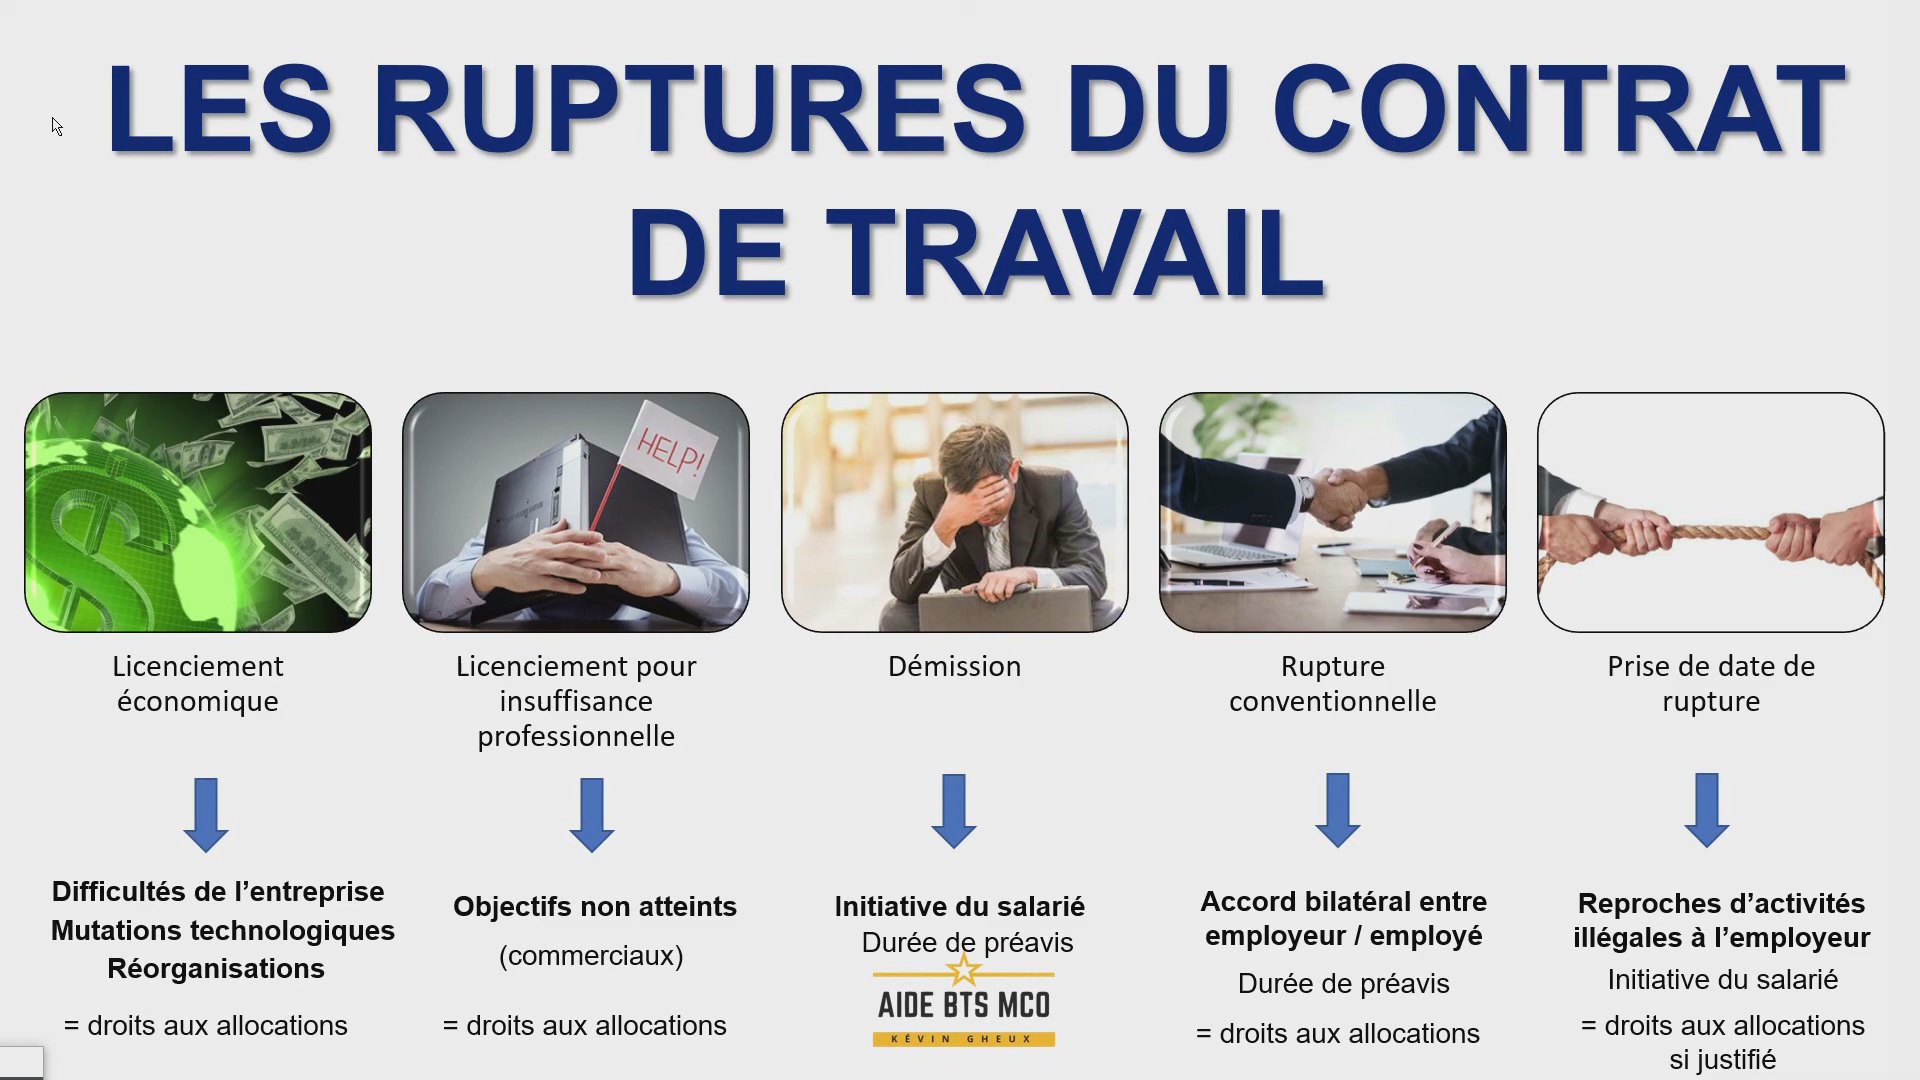 LES RUPTURES DU CONTRAT
DE TRAVAIL
HELP!
Licenciement
économique
Licenciement pour
insuffisance
professionnelle
Démission
Rupture
conventionnelle
Prise de date de
rupture
Difficultés de l’entreprise
Mutations technologiques
Réorganisations
= droits aux allocations
Objectifs non atteints
(commerciaux)
= droits aux allocations
Initiative du salarié
Durée de préavis
AIDE BTS MCO
KÉVIN GHEUX
Accord bilatéral entre
employeur / employé
Durée de préavis
= droits aux allocations
Reproches d’activités
illégales à l’employeur
Initiative du salarié
= droits aux allocations
si justifié